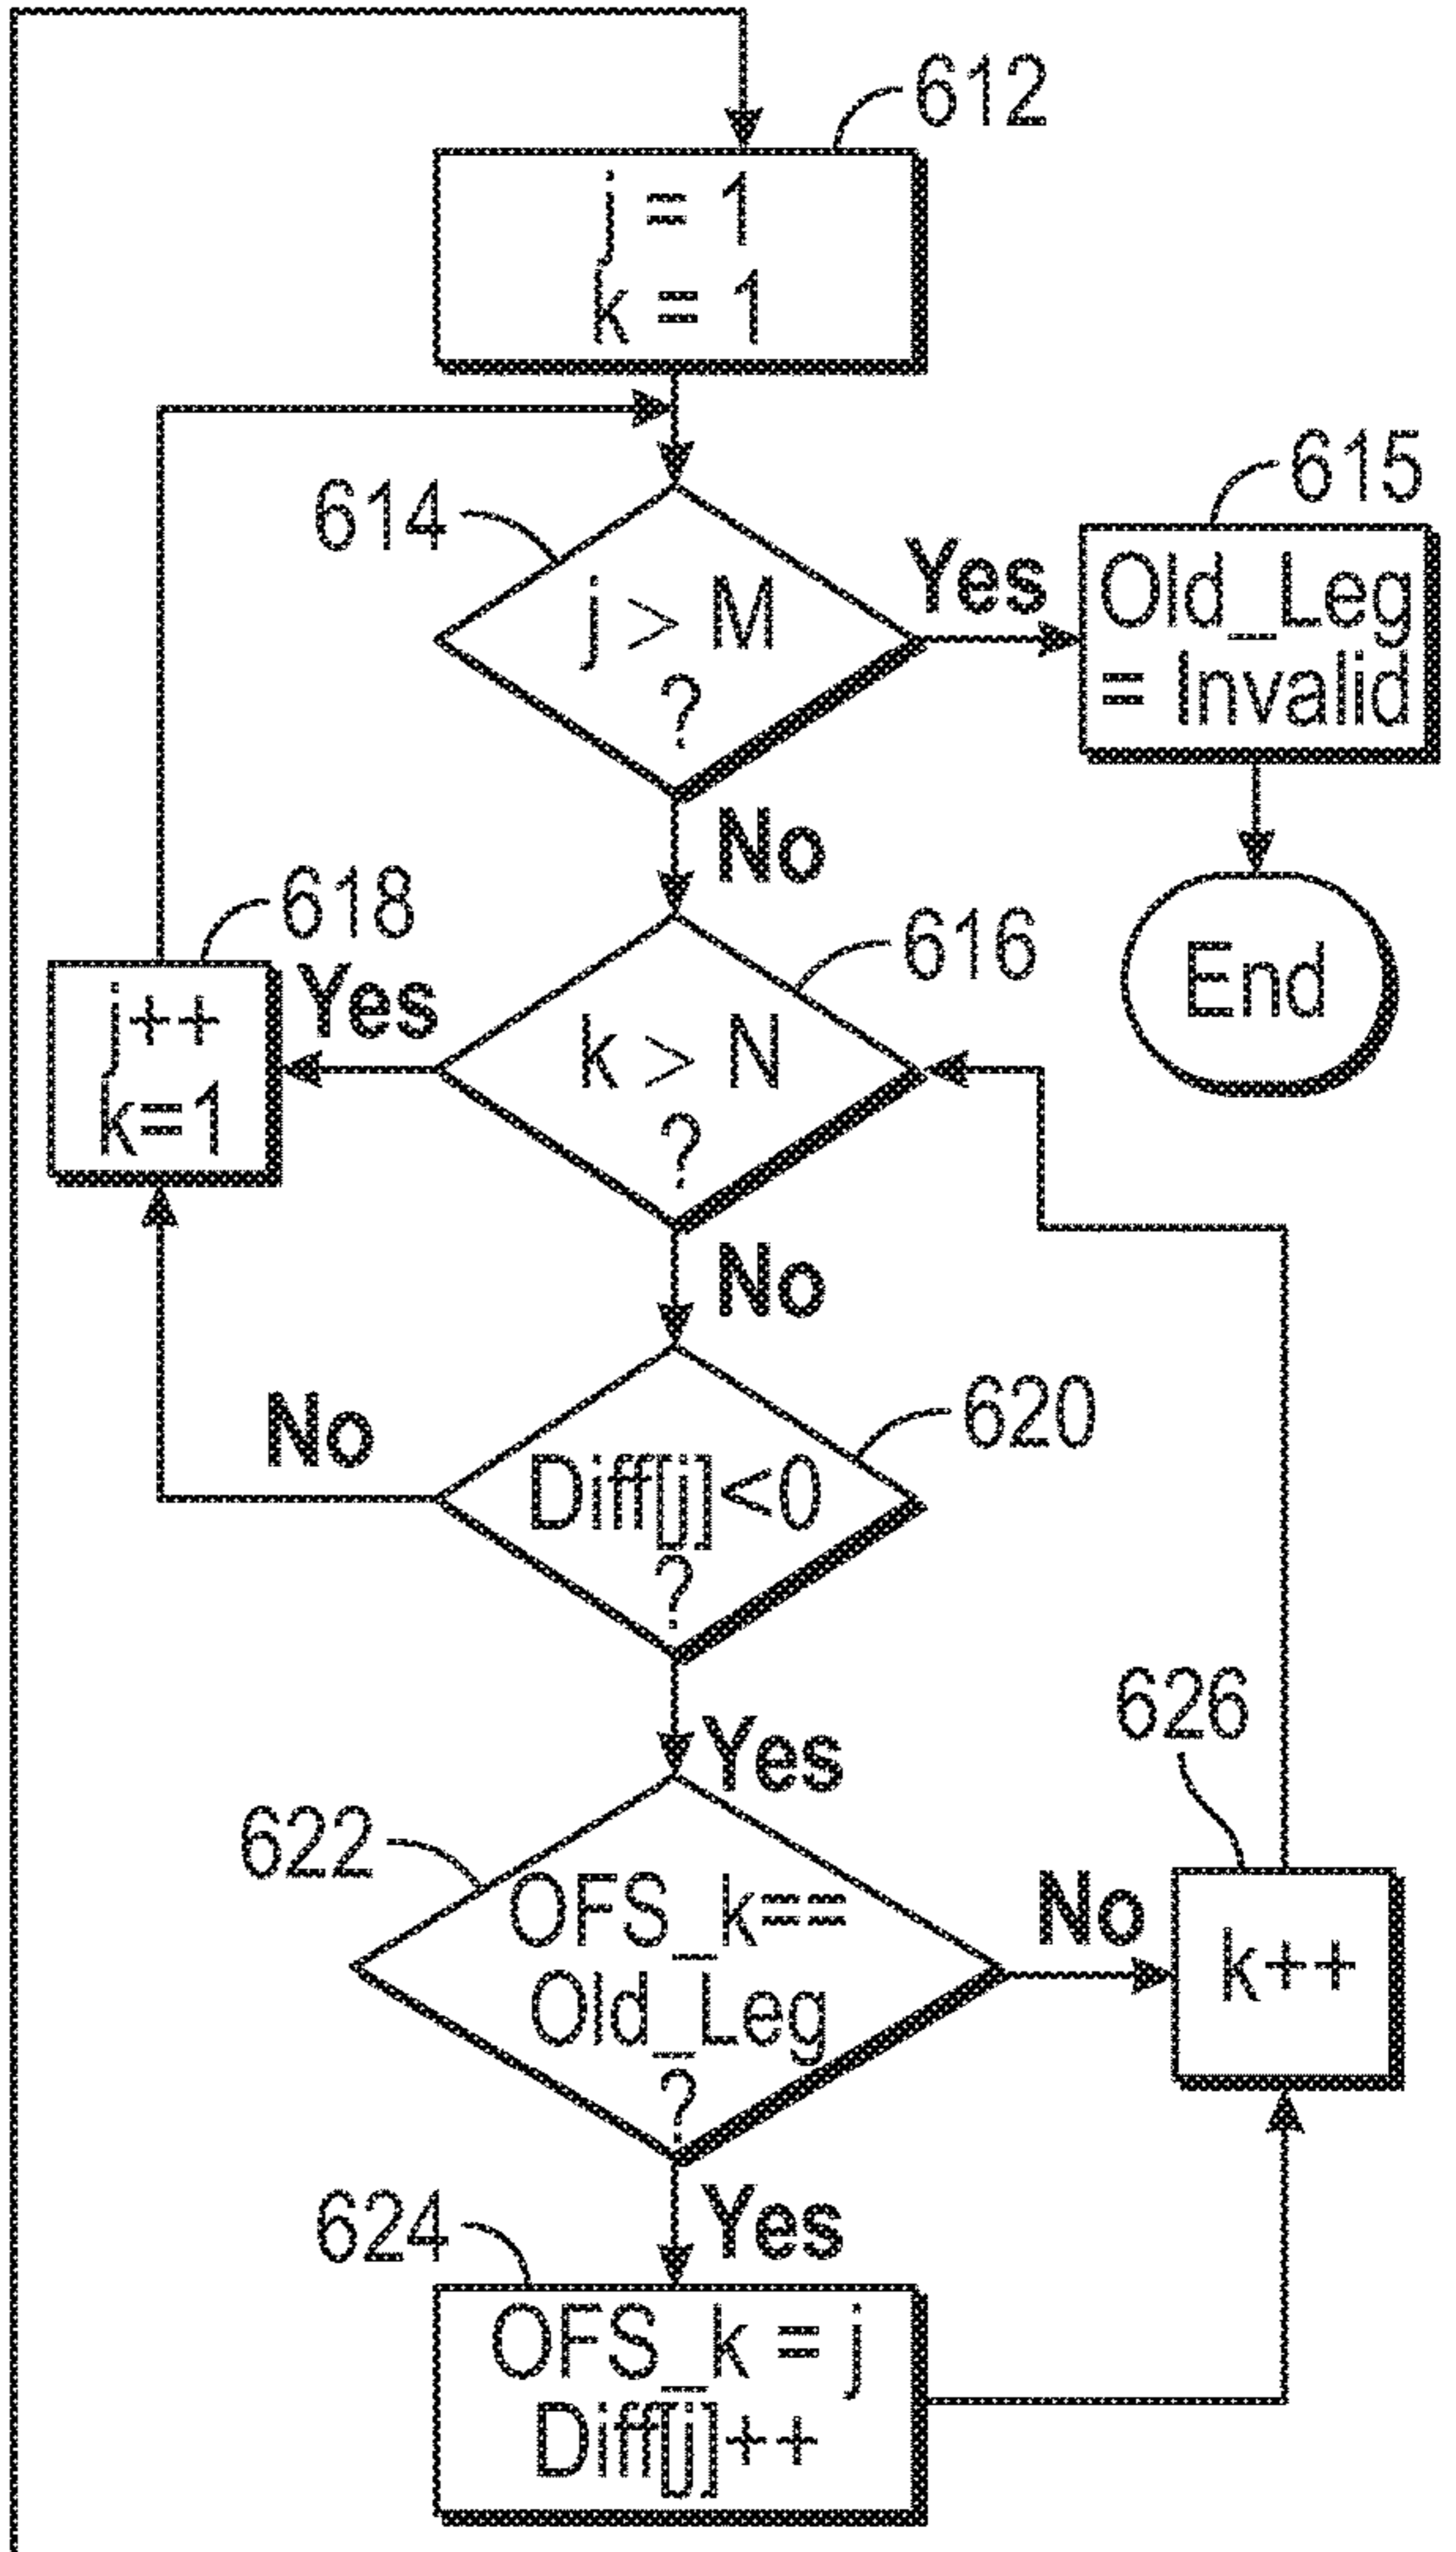 612
j = 1
k = 1
614
j > M
?
Yes
615
Old_Leg
= Invalid
No
End
618
j++
k=1
Yes
616
k > N
?
No
620
Diff[j]<0
?
No
Yes
622
OFS_k==
Old_Leg
?
No
626
k++
Yes
624
OFS_k = j
Diff[j]++